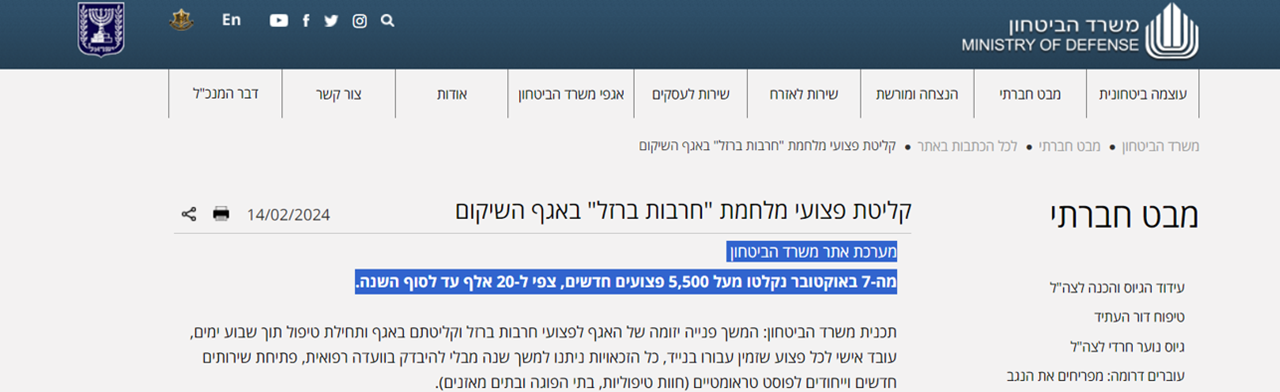 משרד הביטחון
MINISTRY OF DEFENSE
En
ישראל
עוצמה ביטחונית
מבט חברתי
הנצחה ומורשת
שירות לאזרח
שירות לעסקים
אגפי משרד הביטחון
אודות
צור קשר
דבר המנכ"ל
משרד הביטחון • מבט חברתי • לכל הכתבות באתר • קליטת פצועי מלחמת "חרבות ברזל" באגף השיקום
מבט חברתי
קליטת פצועי מלחמת "חרבות ברזל" באגף השיקום
14/02/2024
מערכת אתר משרד הביטחון
מה-7 באוקטובר נקלטו מעל 5,500 פצועים חדשים, צפי ל-20 אלף עד לסוף השנה.
תכנית משרד הביטחון: המשך פנייה יזומה של האגף לפצועי חרבות ברזל וקליטתם באגף ותחילת טיפול תוך שבוע ימים,
עובד אישי לכל פצוע שזמין עבורו בנייד, כל הזכאויות ניתנו למשך שנה מבלי להיבדק בוועדה רפואית, פתיחת שירותים
חדשים וייחודים לפוסט טראומטיים (חוות טיפוליות, בתי הפוגה ובתים מאזנים).
עידוד הגיוס והכנה לצה"ל
טיפוח דור העתיד
גיוס נוער חרדי לצה"ל
עוברים דרומה: מפריחים את הנגב